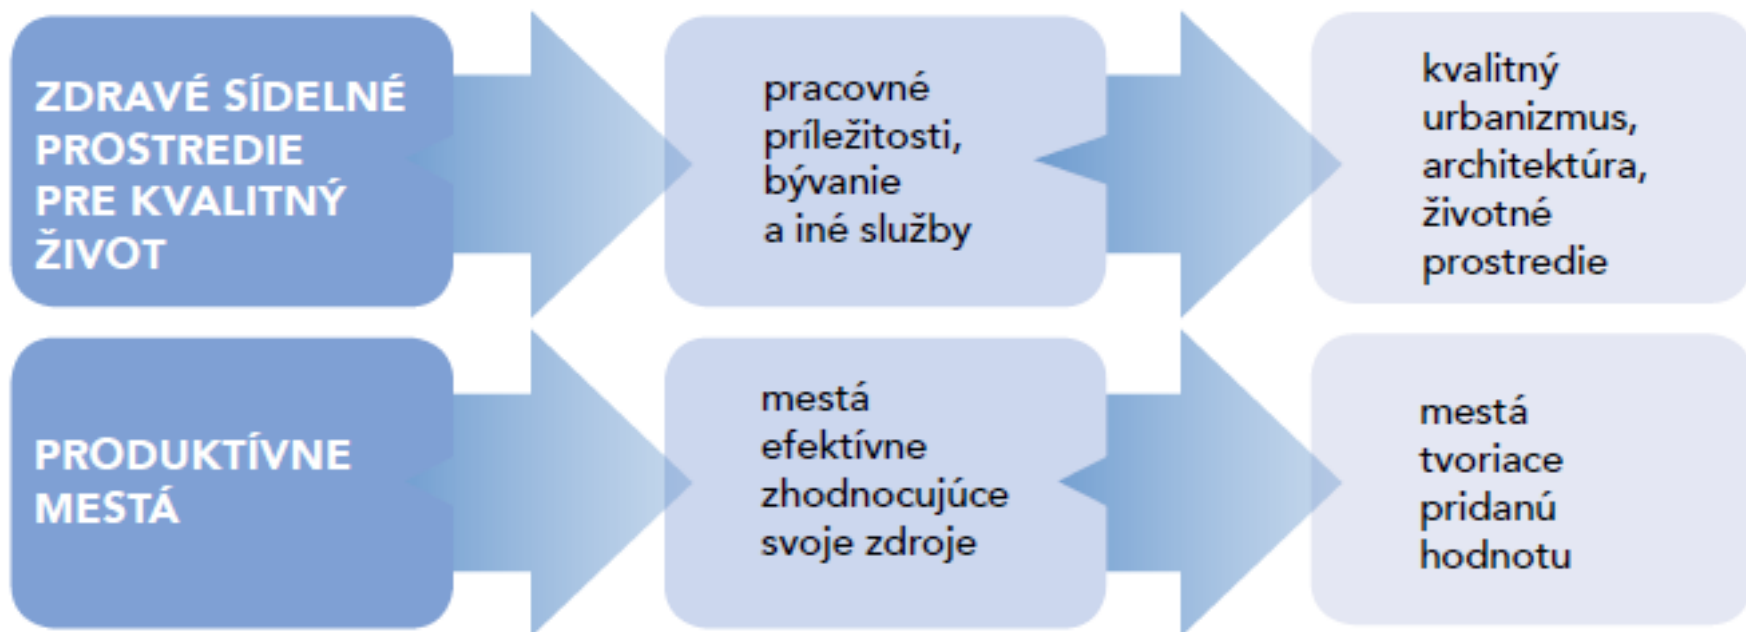 ZDRAVÉ SÍDELNÉ
PROSTREDIE
PRE KVALITNÝ
ŽIVOT
pracovné
príležitosti,
bývanie
a iné služby
kvalitný
urbanizmus,
architektúra,
životné
prostredie
PRODUKTÍVNE
MESTÁ
mestá
efektívne
zhodnocujúce
svoje zdroje
mestá
tvoriace
pridanú
hodnotu